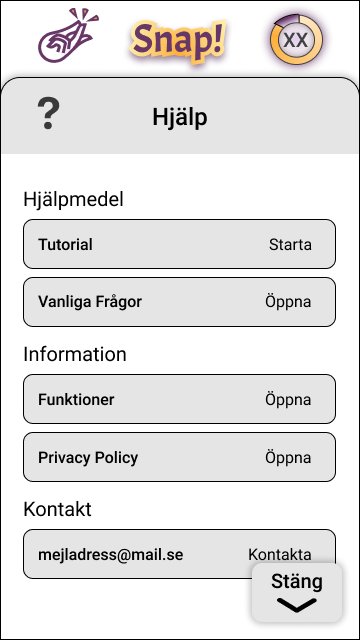 Snap!
XX
?
Hjälp
Hjälpmedel
Tutorial Starta
Vanliga Frågor Öppna
Information
Funktioner Öppna
Privacy Policy Öppna
Kontakt
mejladress@mail.se Kontakta
Stäng